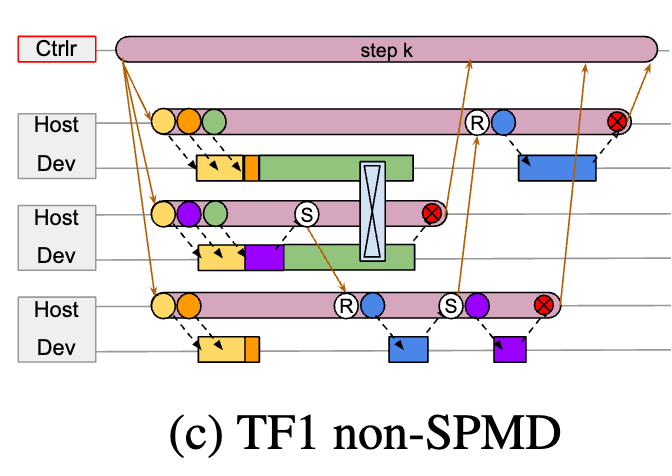 Ctrlr
step k
Host
R
Dev
Host
S
Dev
Host
R
S
Dev
(c) TF1 non-SPMD